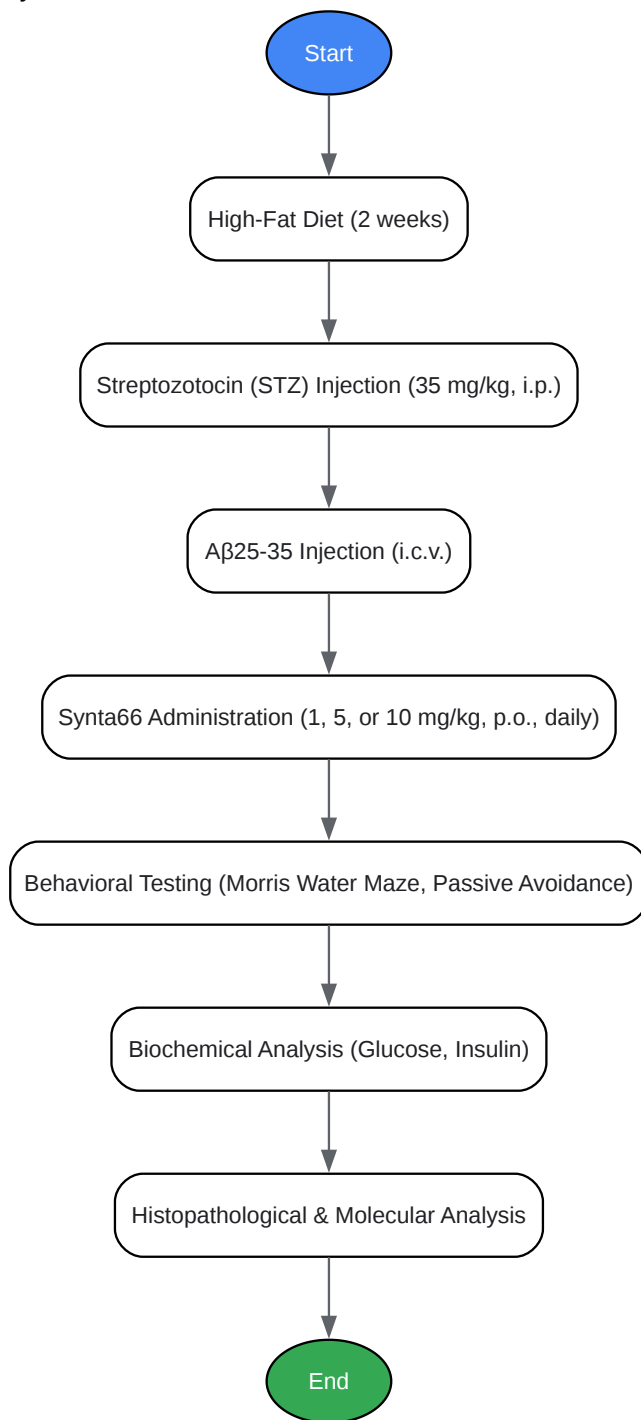 Start
High-Fat Diet (2 weeks)
Streptozotocin (STZ) Injection (35 mg/kg, i.p.)
Aβ25-35 Injection (i.c.v.)
Synta66 Administration (1, 5, or 10 mg/kg, p.o., daily)
Behavioral Testing (Morris Water Maze, Passive Avoidance)
Biochemical Analysis (Glucose, Insulin)
Histopathological & Molecular Analysis
End